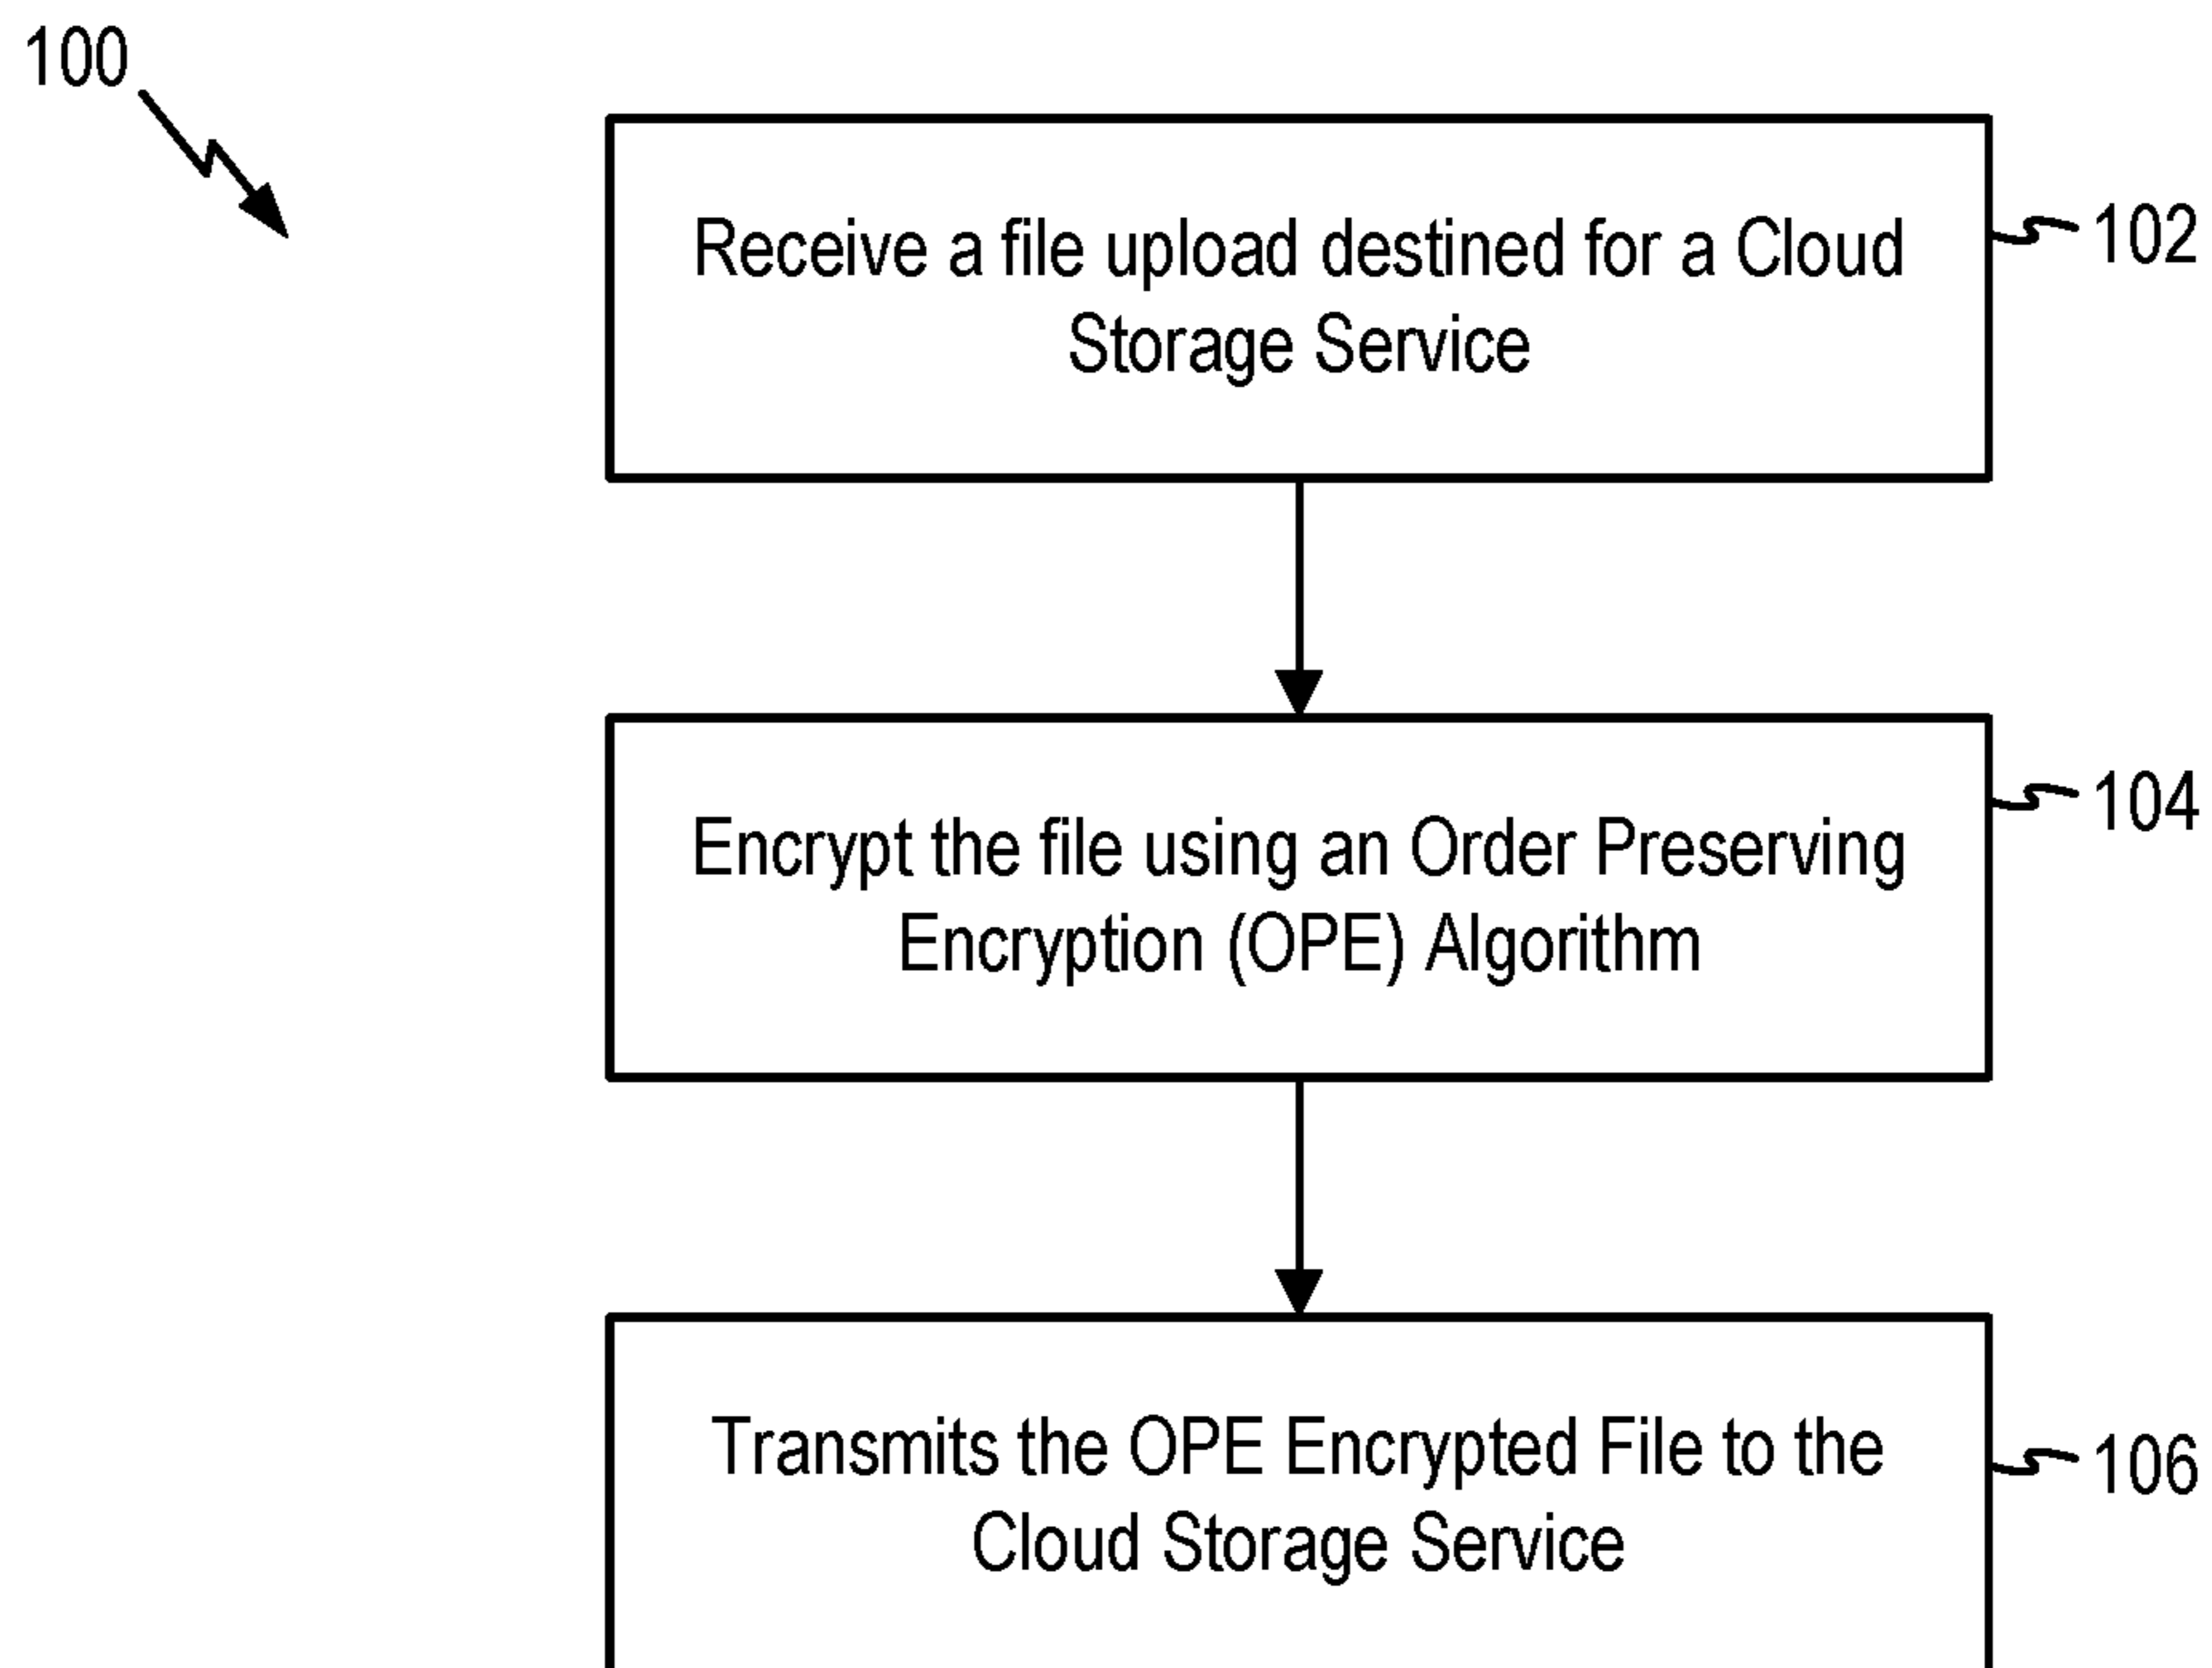 100
Receive a file upload destined for a Cloud
Storage Service
102
Encrypt the file using an Order Preserving
Encryption (OPE) Algorithm
104
Transmits the OPE Encrypted File to the
Cloud Storage Service
106